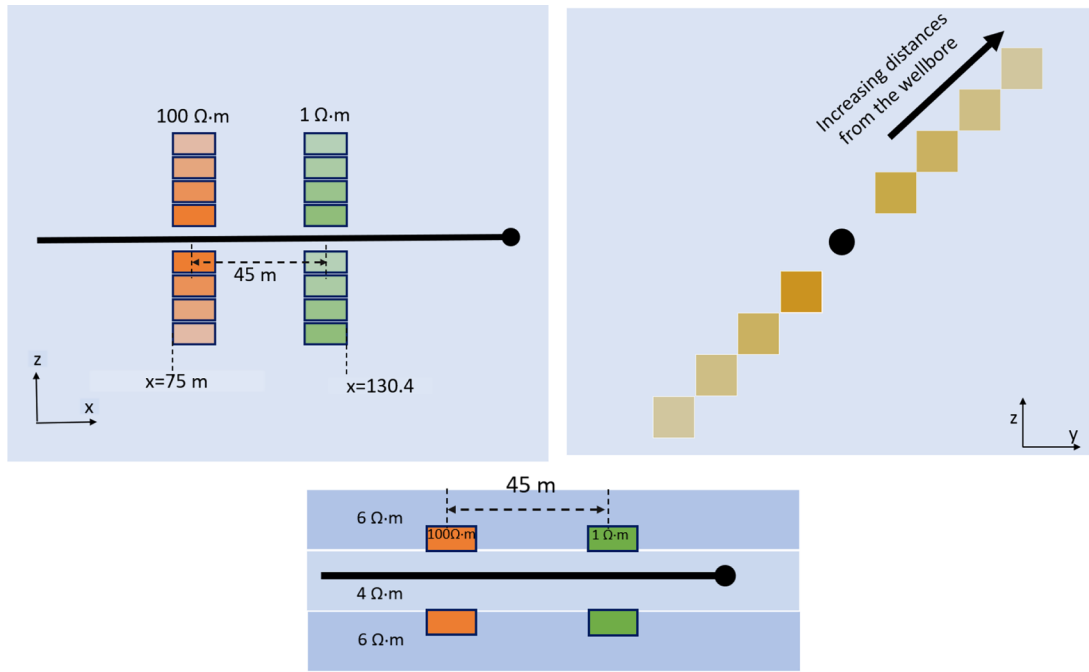 100 Ω·m
1 Ω·m
45 m
x=75 m
x=130.4
z
x
Increasing distances
from the wellbore
z
y
45 m
6 Ω·m
100Ω·m
1 Ω·m
4 Ω·m
6 Ω·m